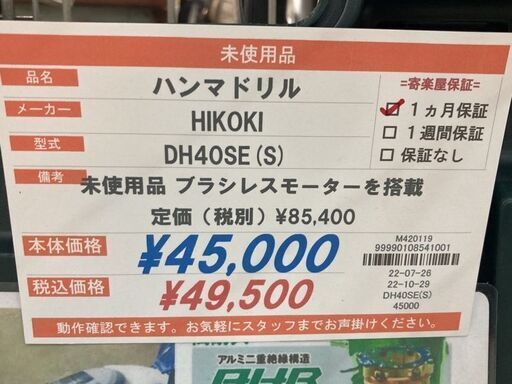 未使用品
品名 ハンマドリル
メーカー HIKOKI
型式 DH40SE(S)
備考 未使用品 ブラシレスモーターを搭載
定価（税別）¥85,400
=寄楽屋保証=
1ヵ月保証
1週間保証
保証なし
本体価格 ¥45,000
税込価格 ¥49,500
M420119
99990108541001
22-07-26
22-10-29
DH40SE(S)
45000
動作確認できます。お気軽にスタッフまでお声掛けください。
アルミ二重絶縁構造